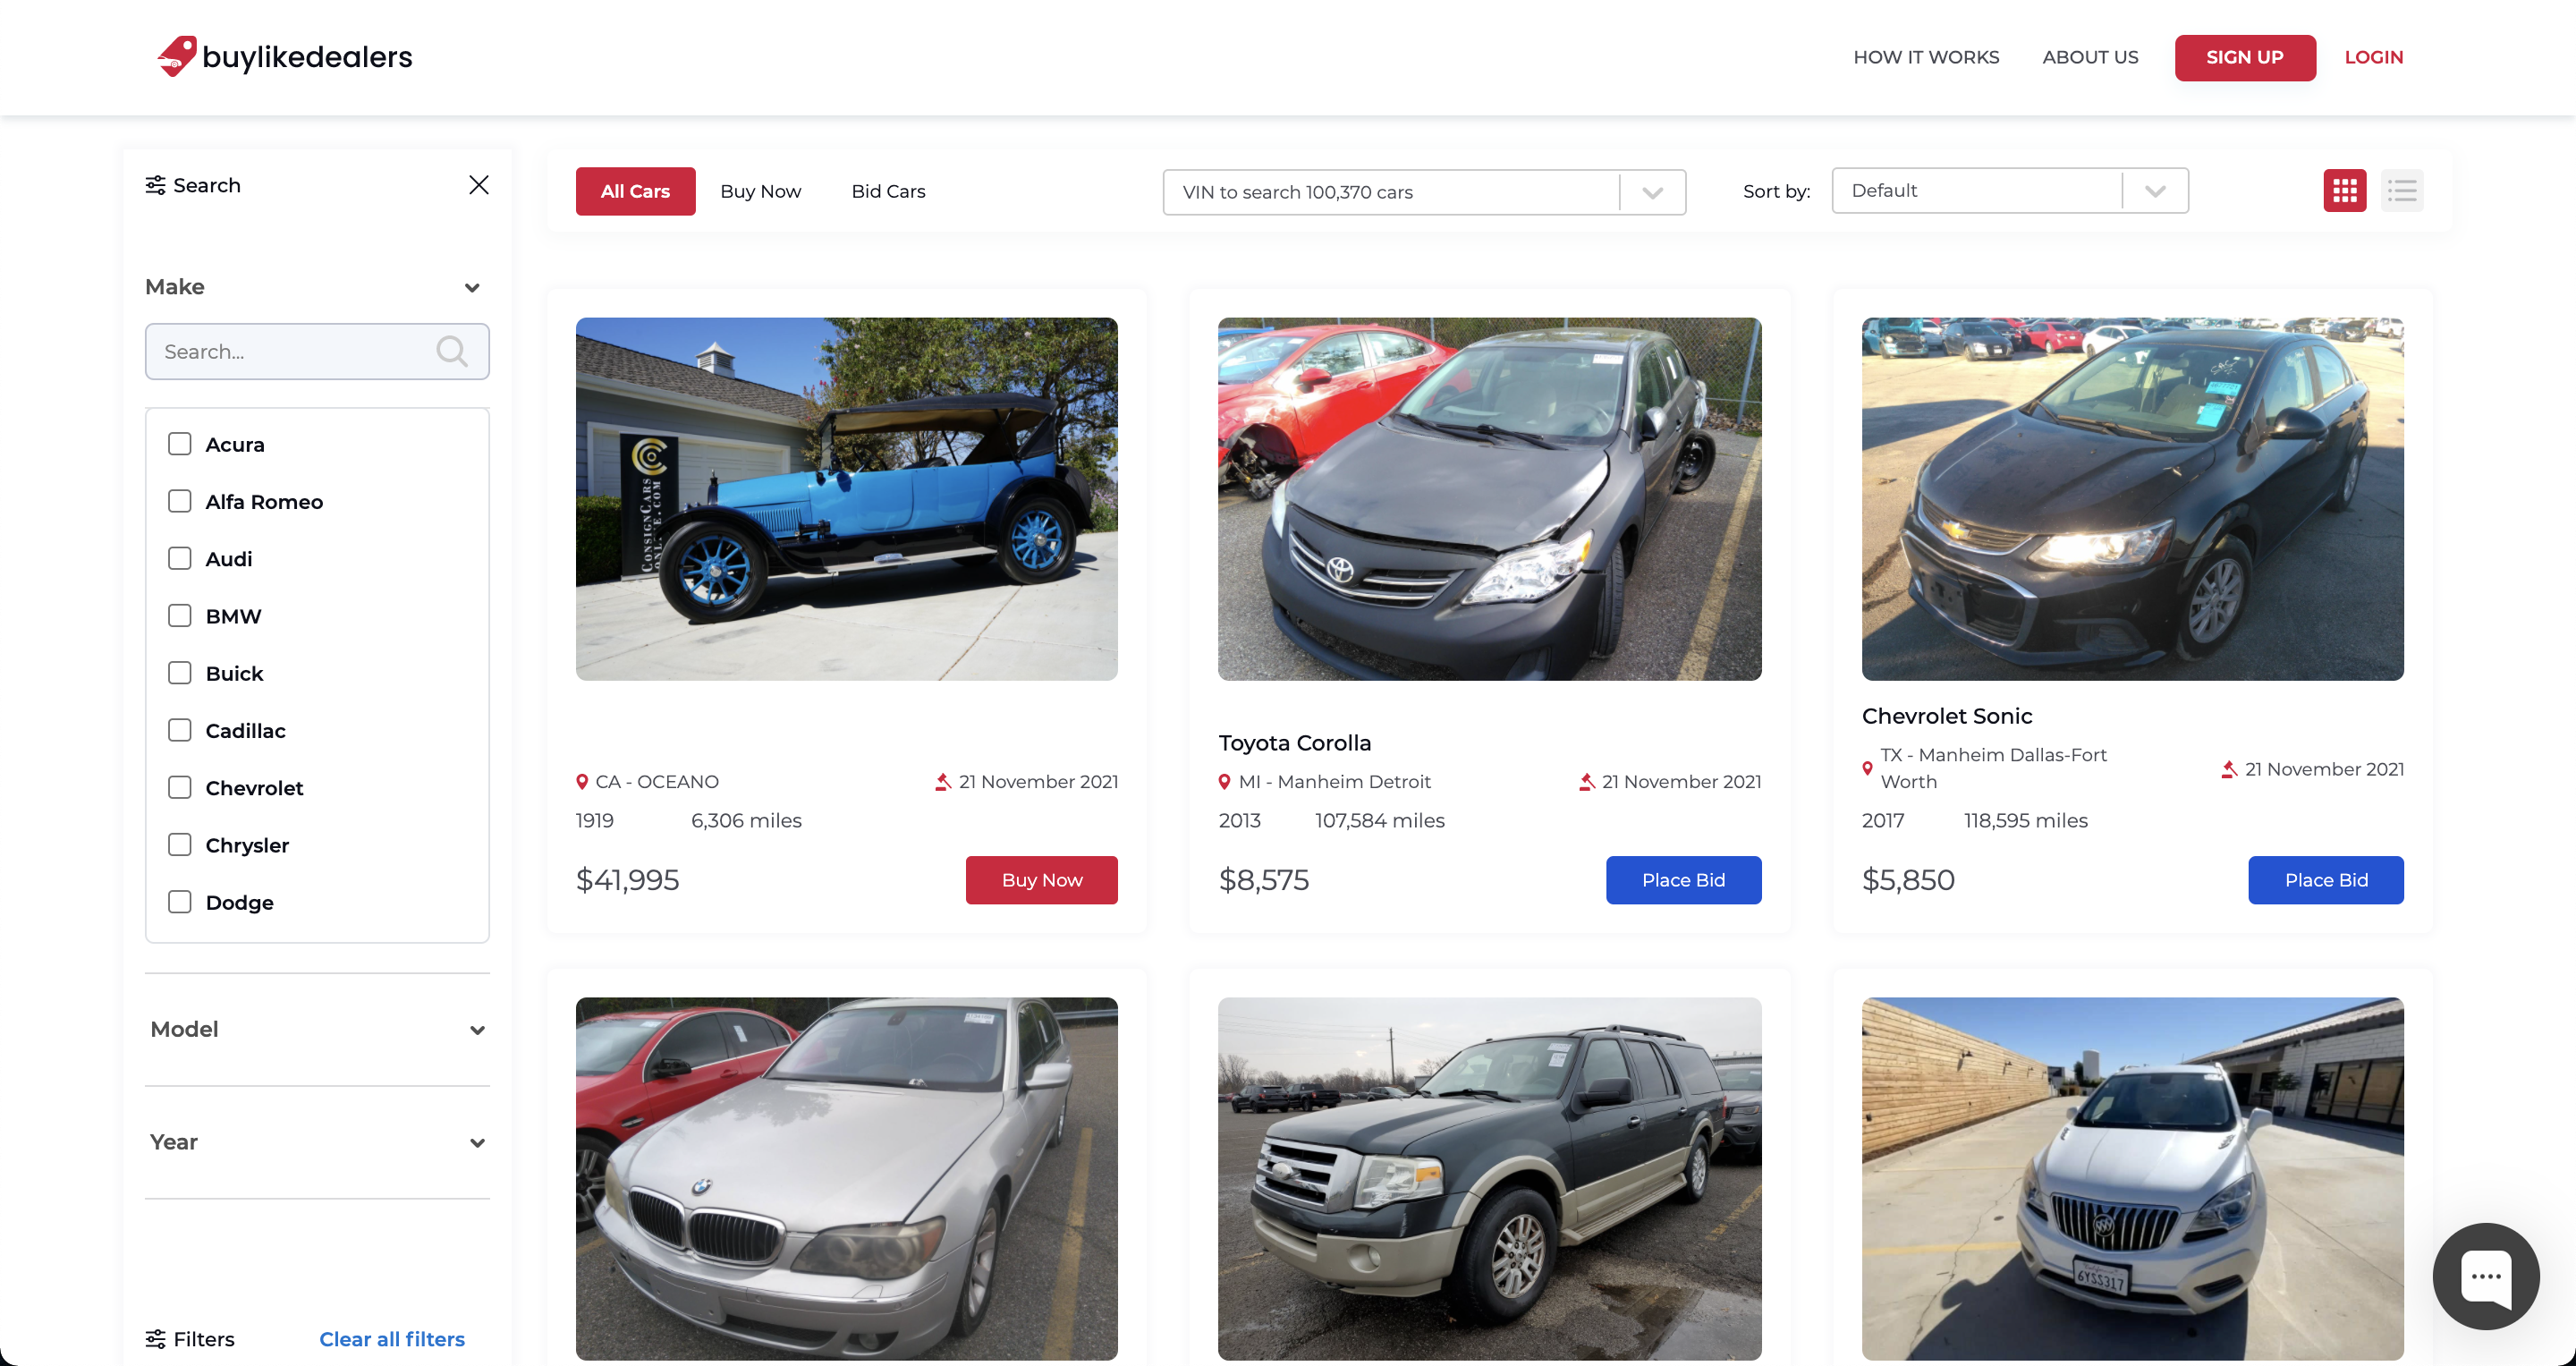 buylikedealers
HOW IT WORKS
ABOUT US
SIGN UP
LOGIN
Search
All Cars
Buy Now
Bid Cars
VIN to search 100,370 cars
Sort by:
Default
Make
Search...
Acura
Alfa Romeo
Audi
BMW
Buick
Cadillac
Chevrolet
Chrysler
Dodge
Model
Year
Filters
Clear all filters
CONSIGNCARS
ONLINE.COM
CA - OCEANO
21 November 2021
1919
6,306 miles
$41,995
Buy Now
Toyota Corolla
MI - Manheim Detroit
21 November 2021
2013
107,584 miles
$8,575
Place Bid
Chevrolet Sonic
TX - Manheim Dallas-Fort
Worth
21 November 2021
2017
118,595 miles
$5,850
Place Bid
6YSS317